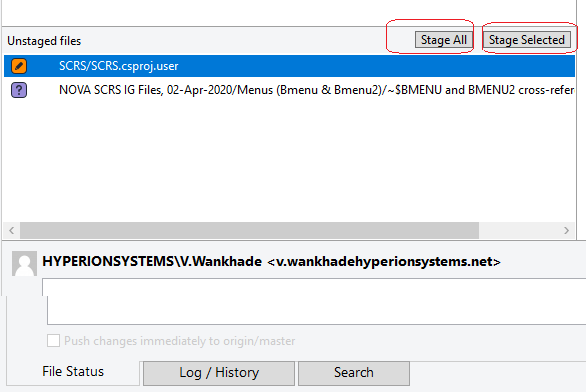 Unstaged files Stage All Stage Selected
SCRS/SCRS.csproj.user
? NOVA SCRS IG Files, 02-Apr-2020/Menus (Bmenu & Bmenu2)/~$BMENU and BMENU2 cross-refer
HYPERIONSYSTEMS\V.Wankhade <v.wankhadehyperionsystems.net>
Push changes immediately to origin/master
File Status Log / History Search